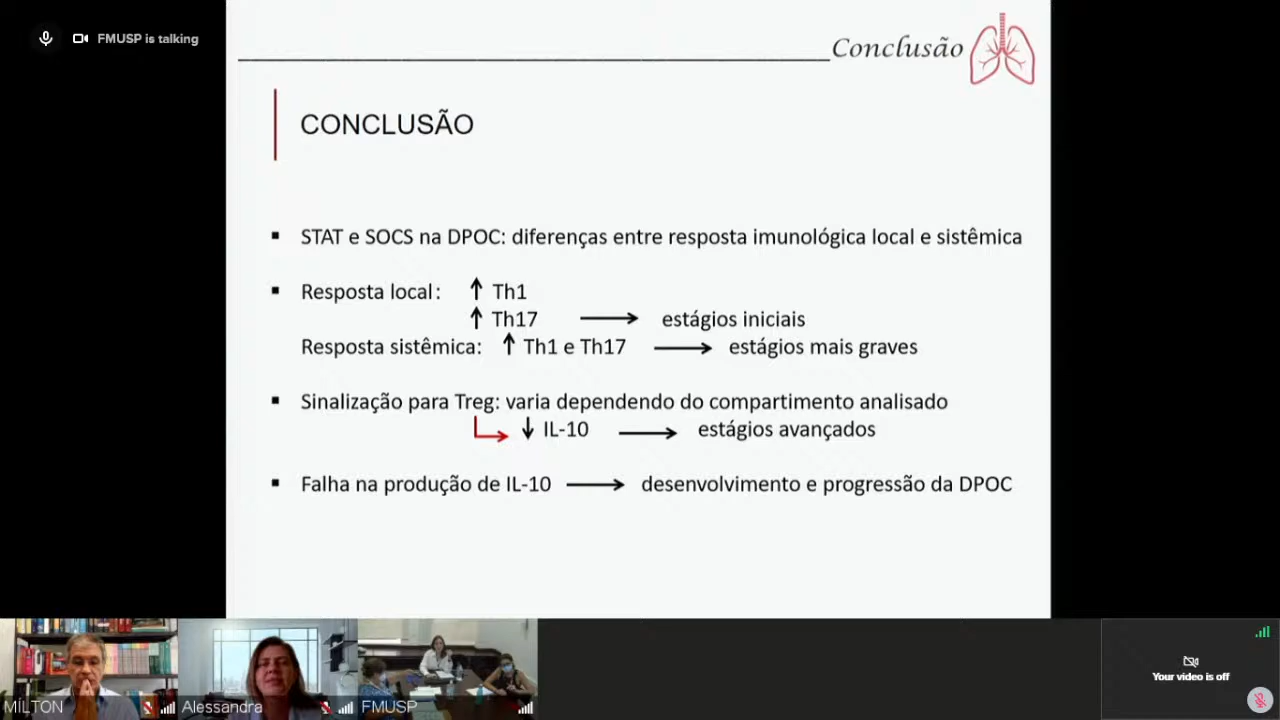 FMUSP is talking
Conclusão
CONCLUSÃO
▪ STAT e SOCS na DPOC: diferenças entre resposta imunológica local e sistêmica
▪ Resposta local: ↑ Th1
↑ Th17 → estágios iniciais
Resposta sistêmica: ↑ Th1 e Th17 → estágios mais graves
▪ Sinalização para Treg: varia dependendo do compartimento analisado
↓ IL-10 → estágios avançados
▪ Falha na produção de IL-10 → desenvolvimento e progressão da DPOC
MILTON
Alessandra
FMUSP
Your video is off